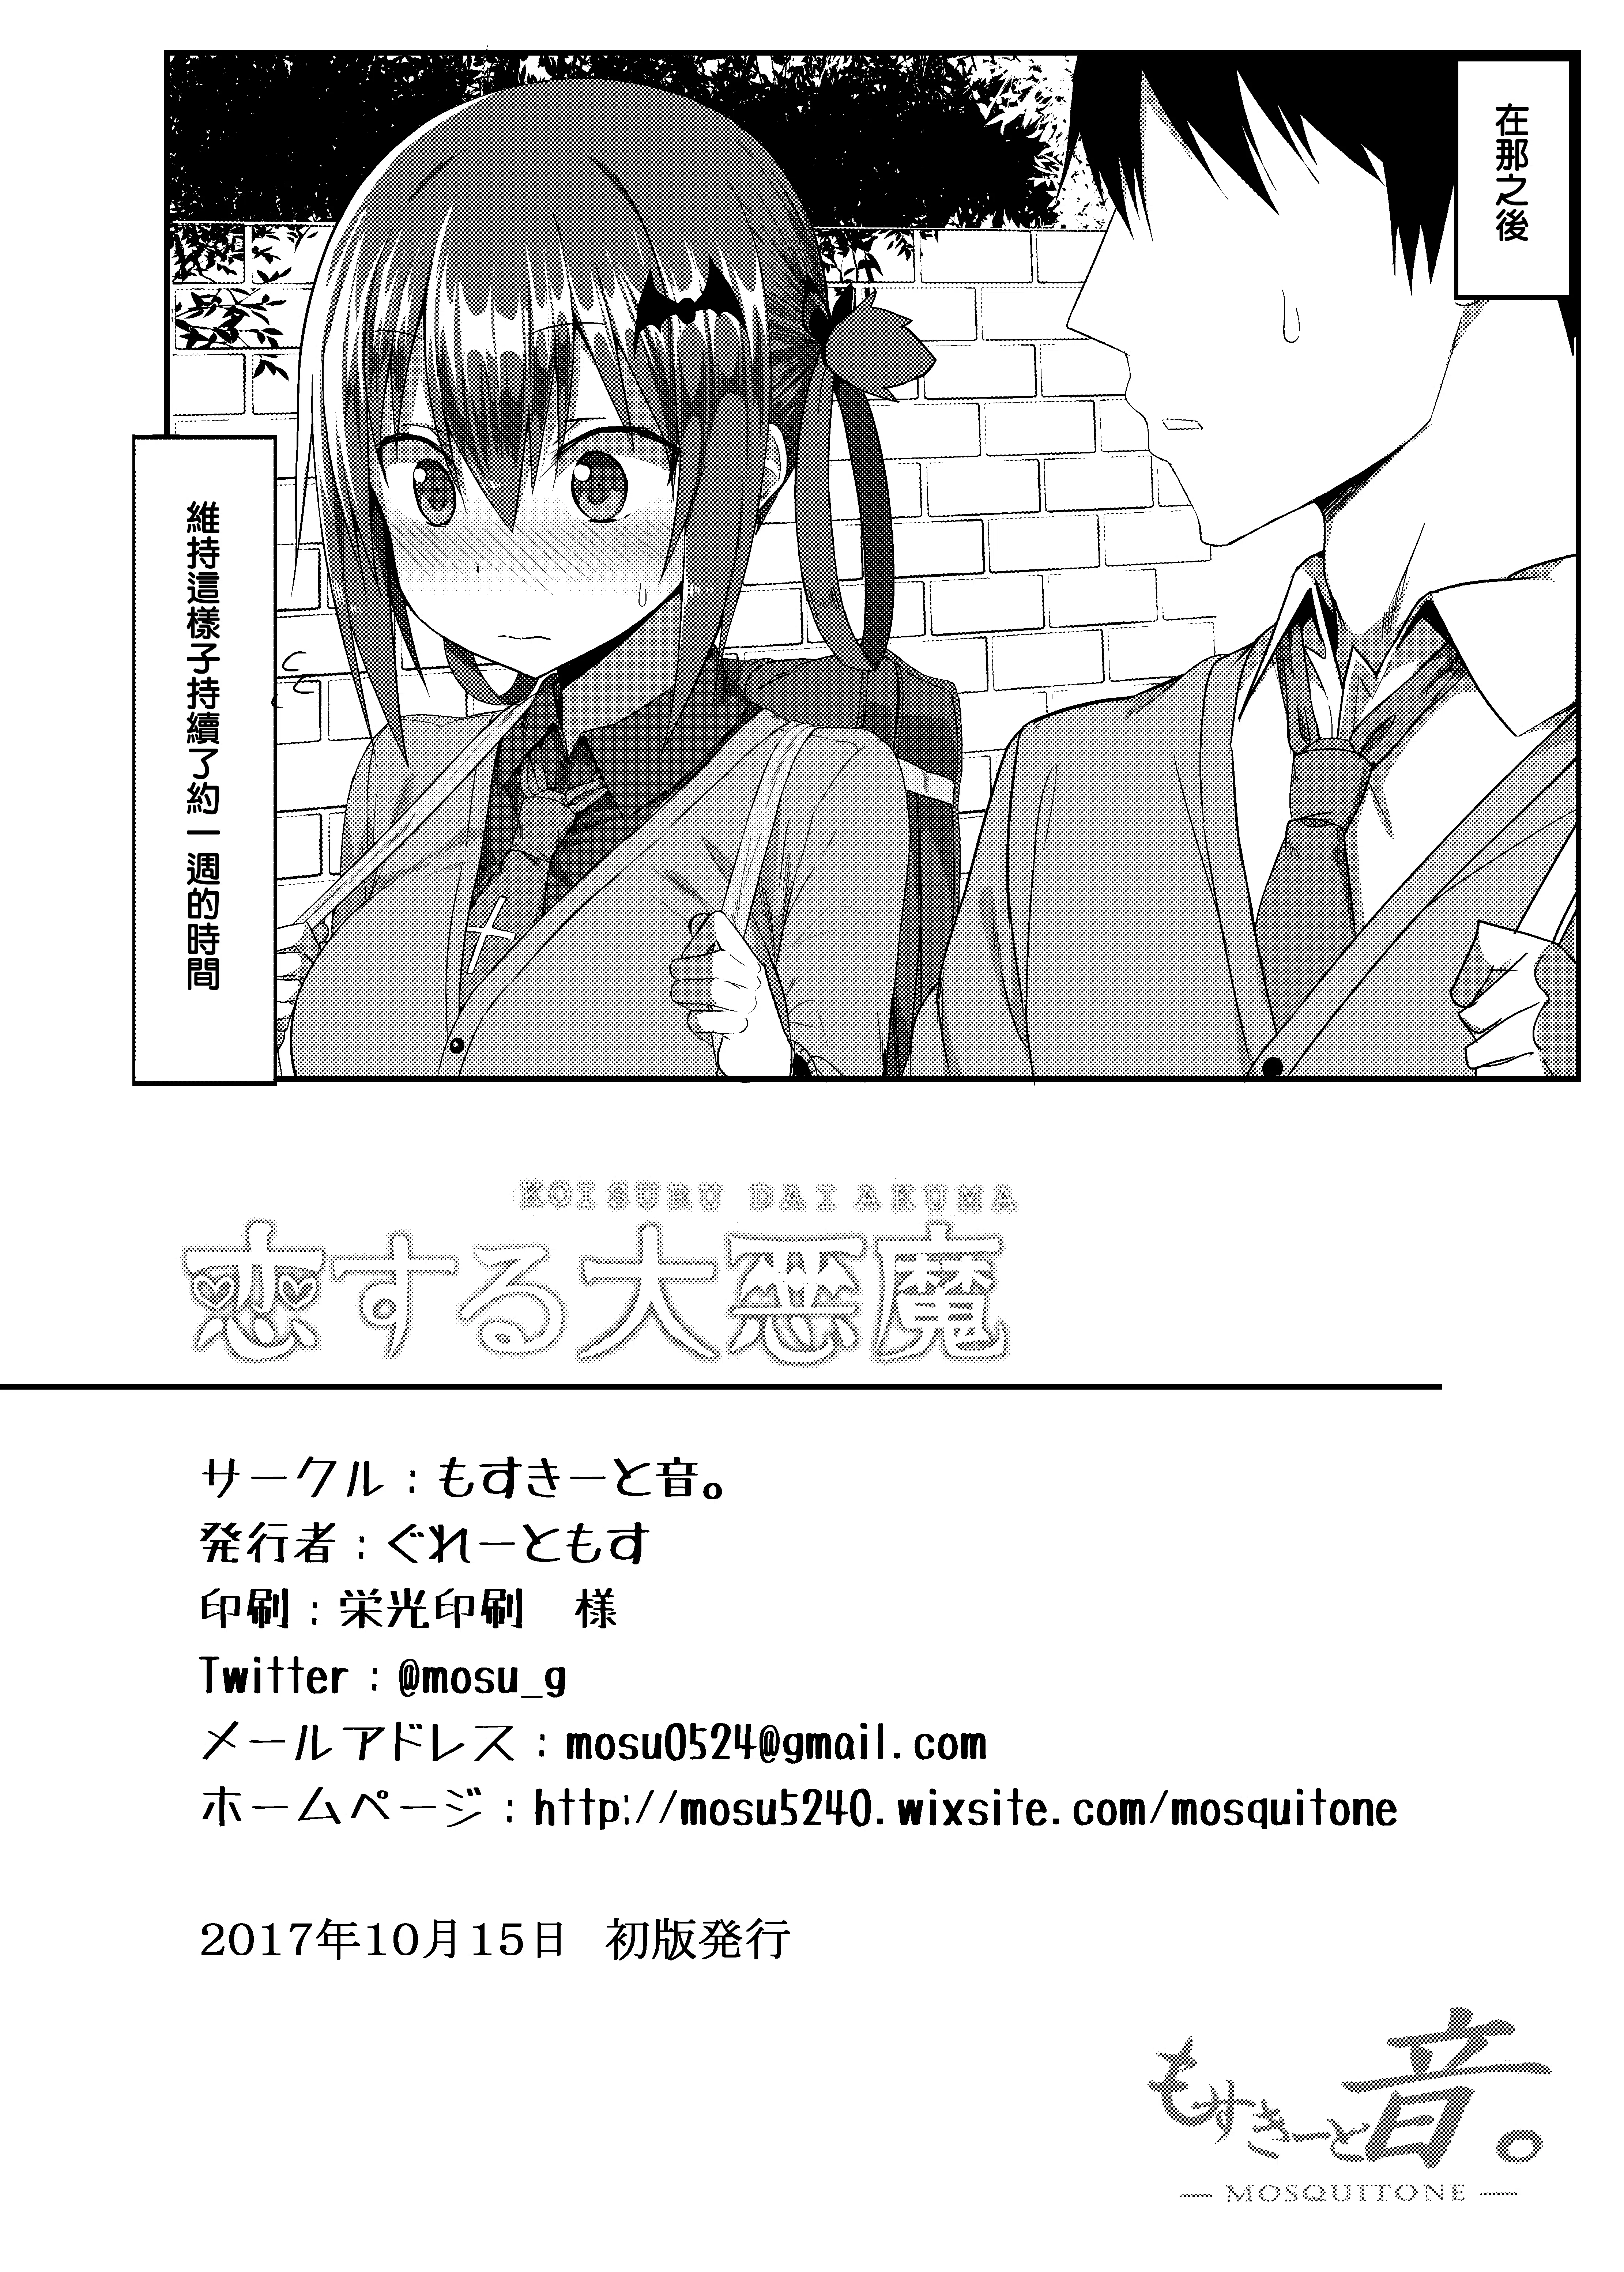 在那之後
維持這樣子持續了約一週的時間
KOISURU DAI AKUMA
恋する大悪魔
サークル：もすきーと音。
発行者：ぐれーともす
印刷：栄光印刷　様
Twitter：@mosu_g
メールアドレス：mosu0524@gmail.com
ホームページ：http://mosu5240.wixsite.com/mosquitone
2017年10月15日　初版発行
もすきーと音。
― MOSQUITONE ―